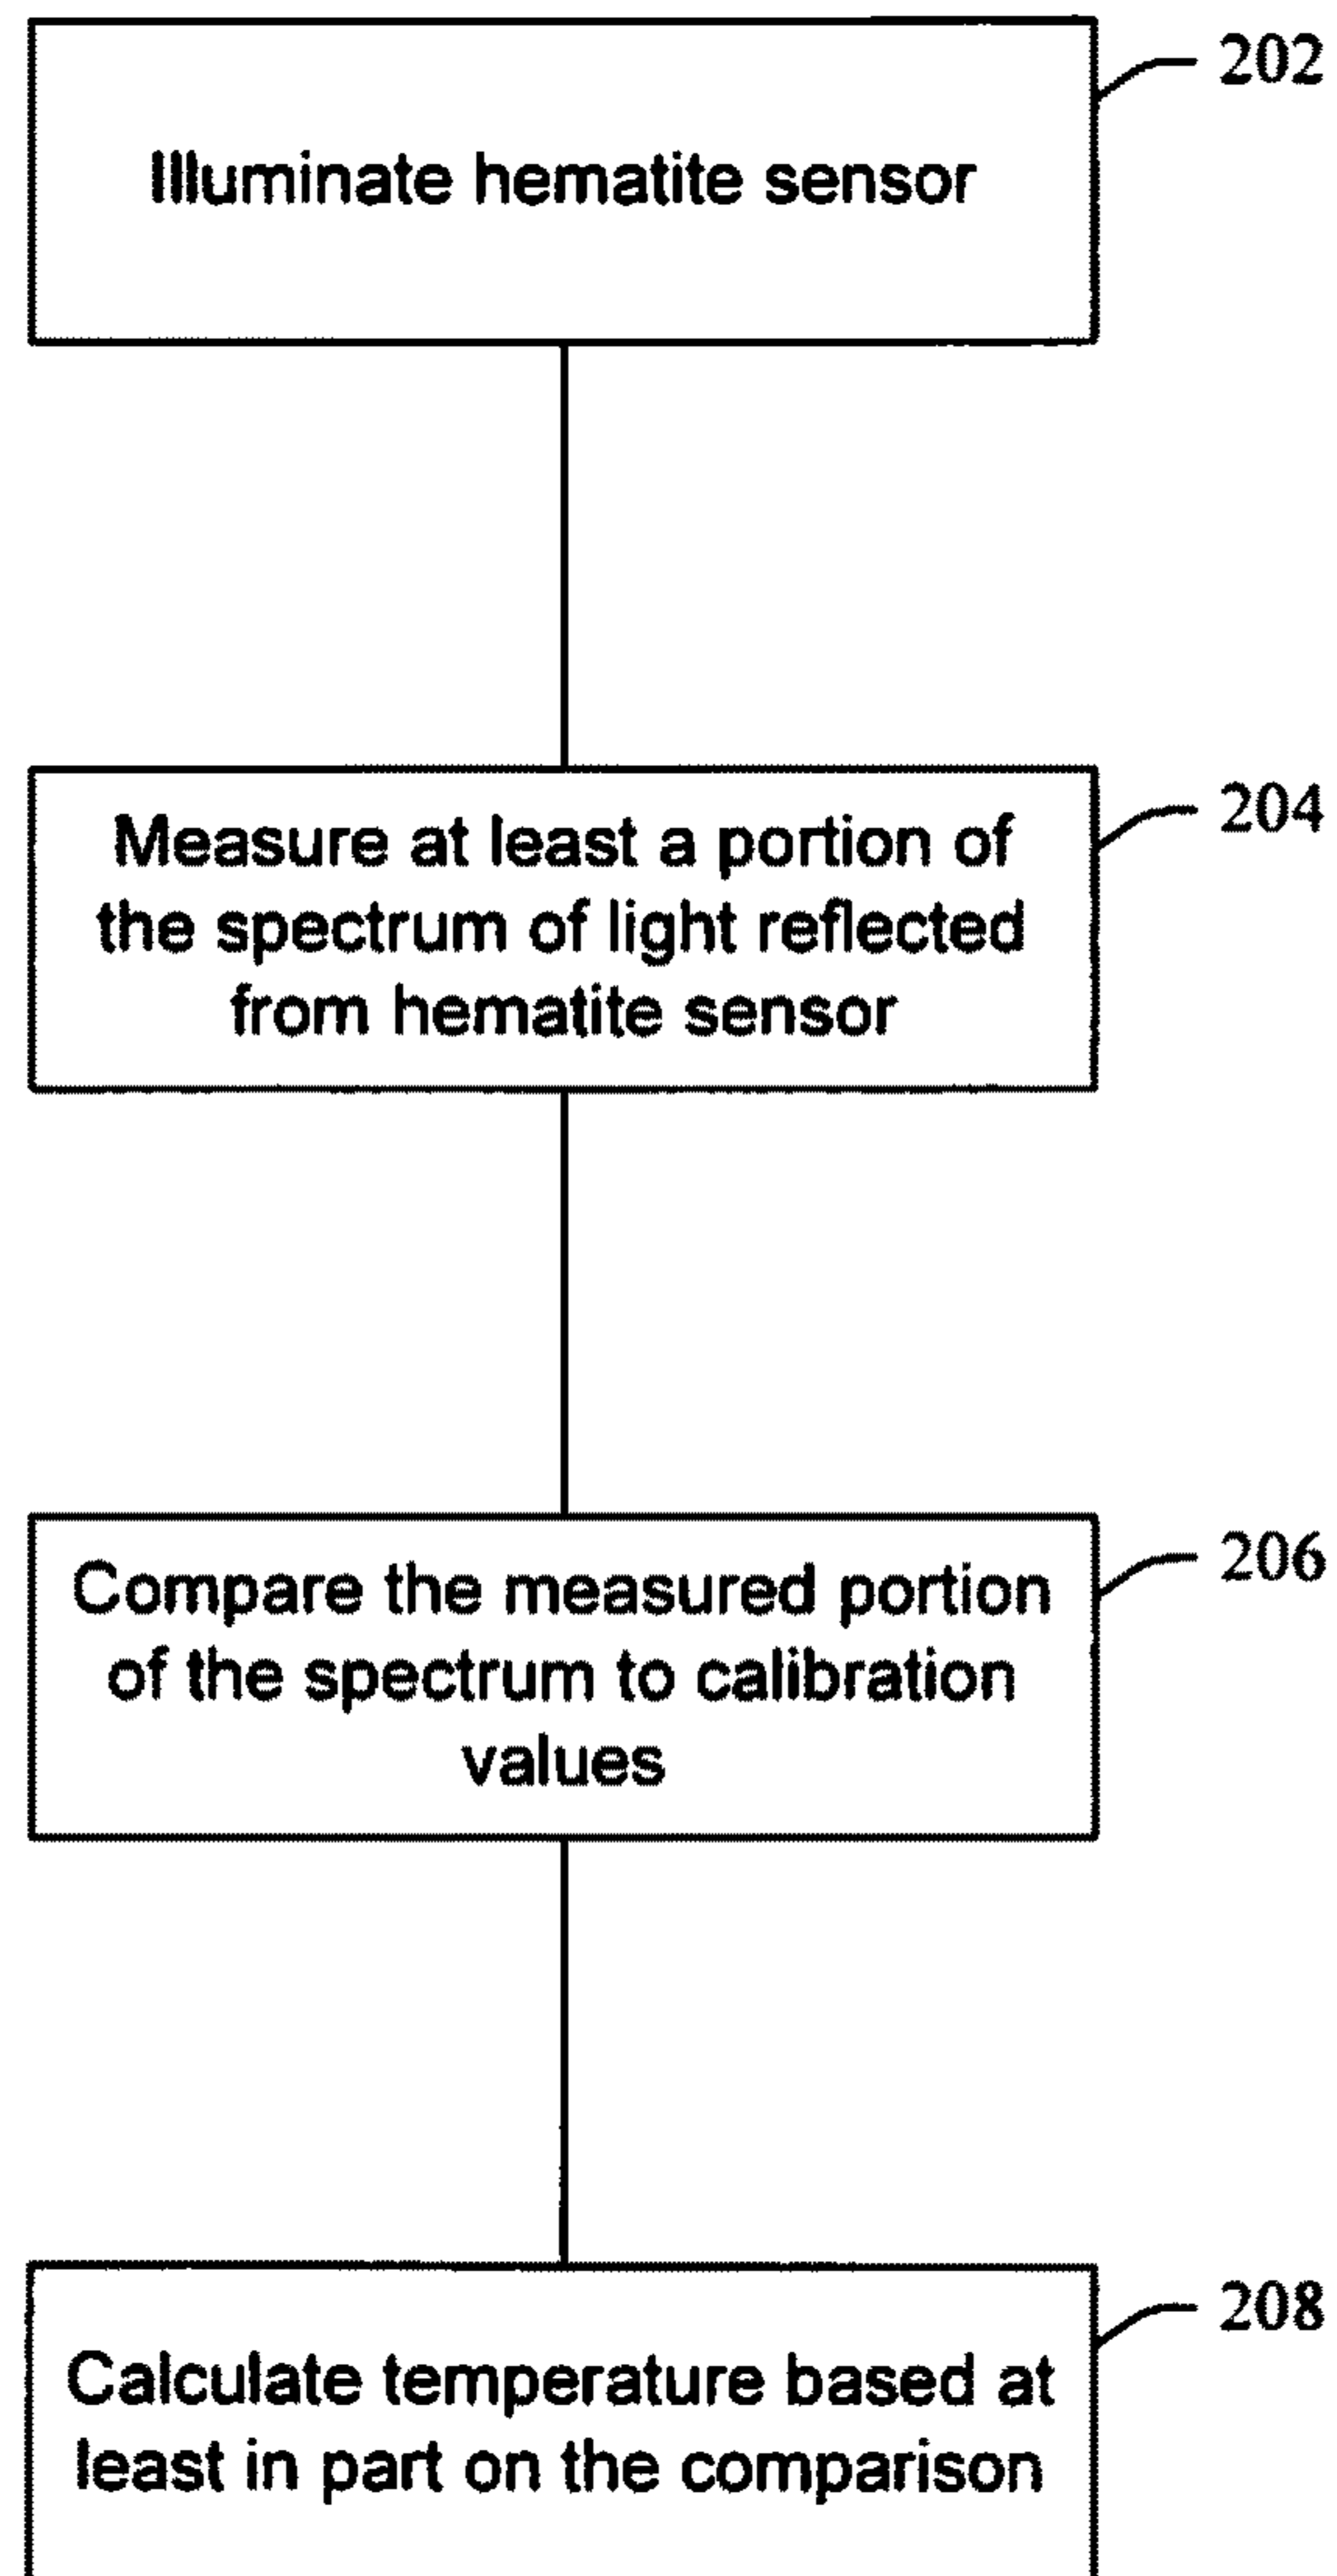 202
Illuminate hematite sensor
204
Measure at least a portion of
the spectrum of light reflected
from hematite sensor
206
Compare the measured portion
of the spectrum to calibration
values
208
Calculate temperature based at
least in part on the comparison